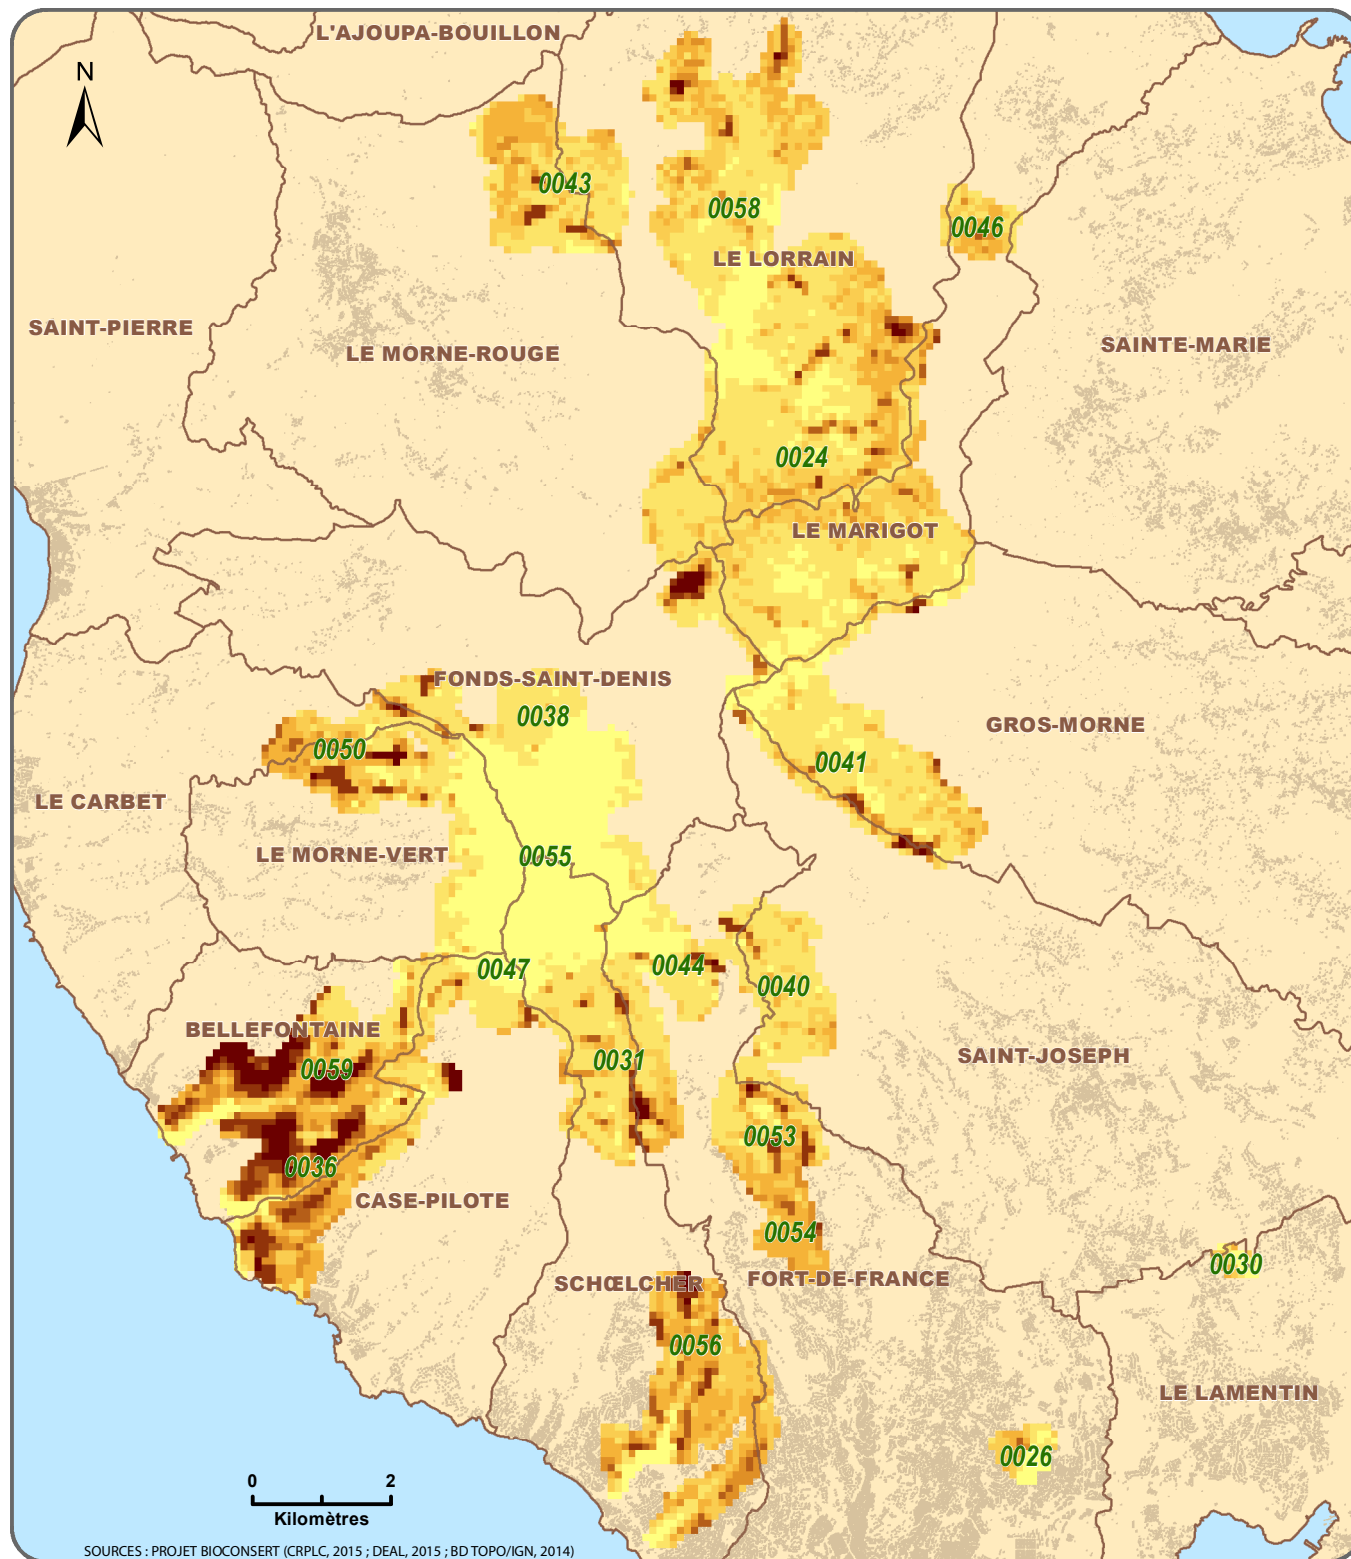 L'AJOUPA-BOUILLON
N
0043
0058
0046
LE LORRAIN
SAINT-PIERRE
LE MORNE-ROUGE
SAINTE-MARIE
0024
LE MARIGOT
FONDS-SAINT-DENIS
0038
GROS-MORNE
0050
0041
LE CARBET
LE MORNE-VERT
0055
0047
0044
0040
BELLEFONTAINE
0059
0031
SAINT-JOSEPH
0053
0036
CASE-PILOTE
0054
0030
SCHŒLCHER
FORT-DE-FRANCE
0056
LE LAMENTIN
0026
0 2
Kilomètres
SOURCES : PROJET BIOCONSERT (CRPLC, 2015 ; DEAL, 2015 ; BD TOPO/IGN, 2014)